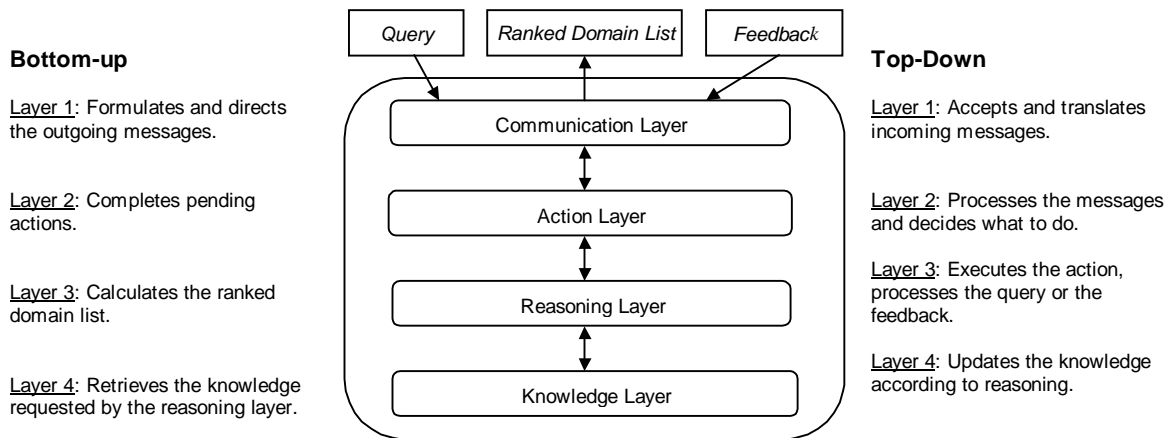 Query
Ranked Domain List
Feedback
Bottom-up
Layer 1: Formulates and directs
the outgoing messages.
Layer 2: Completes pending
actions.
Layer 3: Calculates the ranked
domain list.
Layer 4: Retrieves the knowledge
requested by the reasoning layer.
Communication Layer
Action Layer
Reasoning Layer
Knowledge Layer
Top-Down
Layer 1: Accepts and translates
incoming messages.
Layer 2: Processes the messages
and decides what to do.
Layer 3: Executes the action,
processes the query or the
feedback.
Layer 4: Updates the knowledge
according to reasoning.